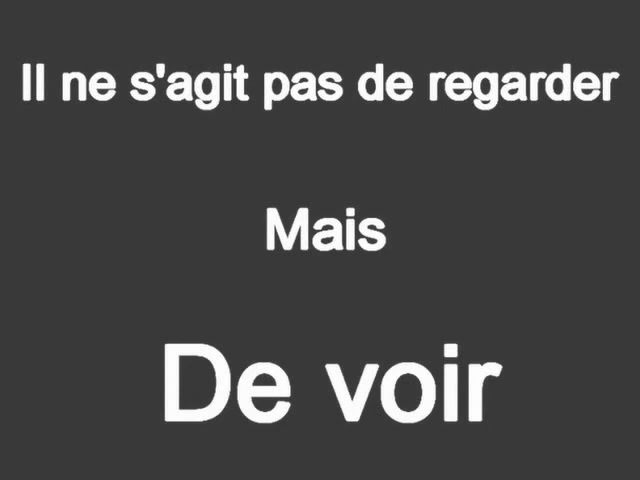 Il ne s'agit pas de regarder
Mais
De voir